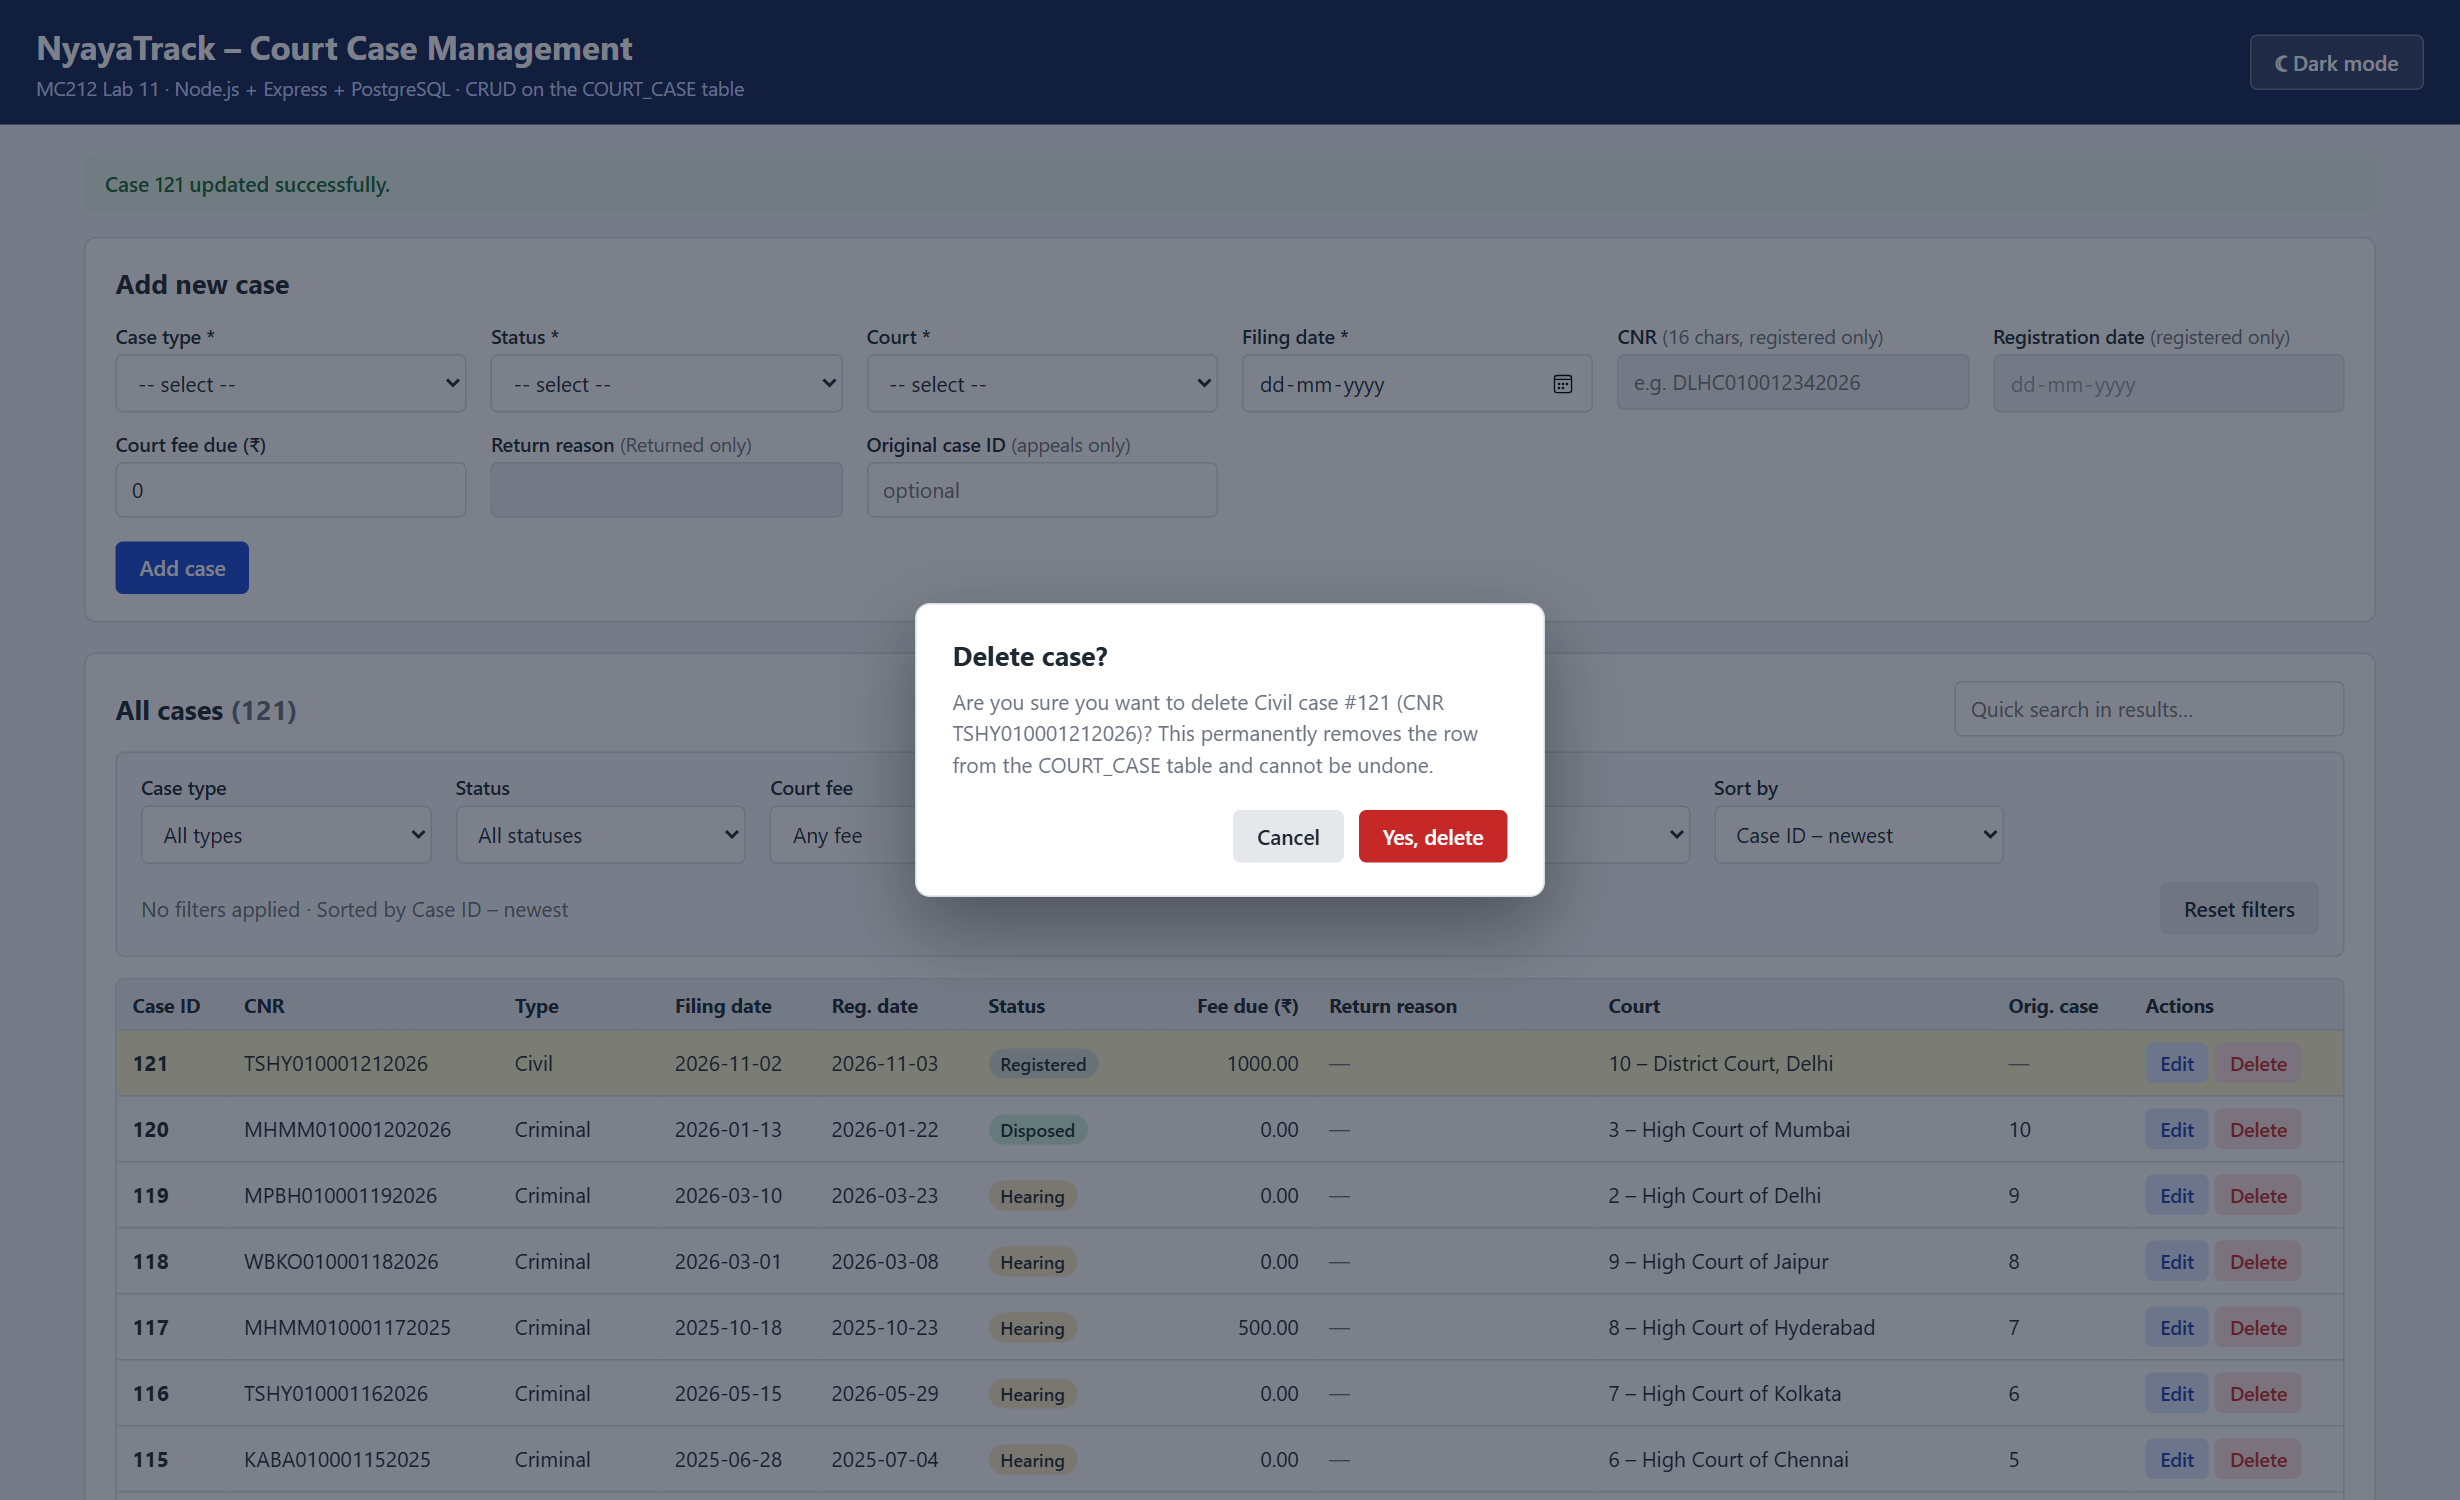 NyayaTrack – Court Case Management
MC212 Lab 11 · Node.js + Express + PostgreSQL · CRUD on the COURT_CASE table
Dark mode
Case 121 updated successfully.
Add new case
Case type * Status * Court * Filing date * CNR (16 chars, registered only) Registration date (registered only)
-- select -- -- select -- -- select -- dd-mm-yyyy e.g. DLHC010012342026 dd-mm-yyyy
Court fee due (₹) Return reason (Returned only) Original case ID (appeals only)
0 optional
Add case
Delete case?
Are you sure you want to delete Civil case #121 (CNR
TSHY010001212026)? This permanently removes the row
from the COURT_CASE table and cannot be undone.
Cancel Yes, delete
All cases (121) Quick search in results...
Case type Status Court fee Sort by
All types All statuses Any fee Case ID – newest
No filters applied · Sorted by Case ID – newest Reset filters
Case ID CNR Type Filing date Reg. date Status Fee due (₹) Return reason Court Orig. case Actions
121 TSHY010001212026 Civil 2026-11-02 2026-11-03 Registered 1000.00 — 10 – District Court, Delhi — Edit Delete
120 MHMM010001202026 Criminal 2026-01-13 2026-01-22 Disposed 0.00 — 3 – High Court of Mumbai 10 Edit Delete
119 MPBH010001192026 Criminal 2026-03-10 2026-03-23 Hearing 0.00 — 2 – High Court of Delhi 9 Edit Delete
118 WBKO010001182026 Criminal 2026-03-01 2026-03-08 Hearing 0.00 — 9 – High Court of Jaipur 8 Edit Delete
117 MHMM010001172025 Criminal 2025-10-18 2025-10-23 Hearing 500.00 — 8 – High Court of Hyderabad 7 Edit Delete
116 TSHY010001162026 Criminal 2026-05-15 2026-05-29 Hearing 0.00 — 7 – High Court of Kolkata 6 Edit Delete
115 KABA010001152025 Criminal 2025-06-28 2025-07-04 Hearing 0.00 — 6 – High Court of Chennai 5 Edit Delete